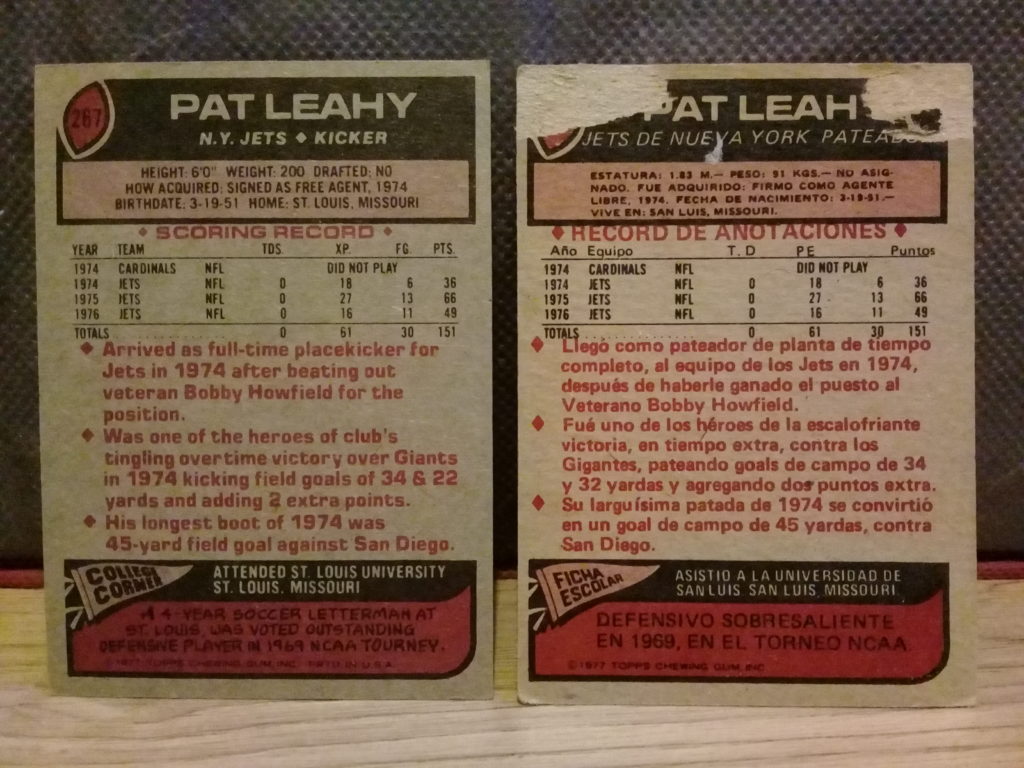 267
PAT LEAHY
N.Y. JETS ♦ KICKER
HEIGHT: 6'0" WEIGHT: 200 DRAFTED: NO
HOW ACQUIRED: SIGNED AS FREE AGENT, 1974
BIRTHDATE: 3-19-51 HOME: ST. LOUIS, MISSOURI
♦ SCORING RECORD ♦
YEAR TEAM TDS. XP. FG. PTS.
1974 CARDINALS NFL DID NOT PLAY
1974 JETS NFL 0 18 6 36
1975 JETS NFL 0 27 13 66
1976 JETS NFL 0 16 11 49
TOTALS 0 61 30 151
♦ Arrived as full-time placekicker for
Jets in 1974 after beating out
veteran Bobby Howfield for the
position.
♦ Was one of the heroes of club's
tingling overtime victory over Giants
in 1974 kicking field goals of 34 & 22
yards and adding 2 extra points.
♦ His longest boot of 1974 was
45-yard field goal against San Diego.
COLLEGE
CORNER
ATTENDED ST. LOUIS UNIVERSITY
ST. LOUIS, MISSOURI
A 4-YEAR SOCCER LETTERMAN AT
ST. LOUIS, WAS VOTED OUTSTANDING
DEFENSIVE PLAYER IN 1969 NCAA TOURNEY.
©1977 TOPPS CHEWING GUM, INC. PRTD IN U.S.A.
PAT LEAH
JETS DE NUEVA YORK PATEADO
ESTATURA: 1.83 M.— PESO: 91 KGS.— NO ASIG-
NADO. FUE ADQUIRIDO: FIRMO COMO AGENTE
LIBRE, 1974. FECHA DE NACIMIENTO: 3-19-51.—
VIVE EN: SAN LUIS, MISSOURI.
♦ RECORD DE ANOTACIONES ♦
Año Equipo T.D PE Puntos
1974 CARDINALS NFL DID NOT PLAY
1974 JETS NFL 0 18 6 36
1975 JETS NFL 0 27 13 66
1976 JETS NFL 0 16 11 49
TOTALS 0 61 30 151
♦ Llegó como pateador de planta de tiempo
completo, al equipo de los Jets en 1974,
después de haberle ganado el puesto al
Veterano Bobby Howfield.
♦ Fué uno de los héroes de la escalofriante
victoria, en tiempo extra, contra los
Gigantes, pateando goals de campo de 34
y 32 yardas y agregando dos puntos extra.
♦ Su larguísima patada de 1974 se convirtió
en un goal de campo de 45 yardas, contra
San Diego.
FICHA
ESCOLAR
ASISTIO A LA UNIVERSIDAD DE
SAN LUIS SAN LUIS, MISSOURI
DEFENSIVO SOBRESALIENTE
EN 1969, EN EL TORNEO NCAA.
©1977 TOPPS CHEWING GUM, INC.